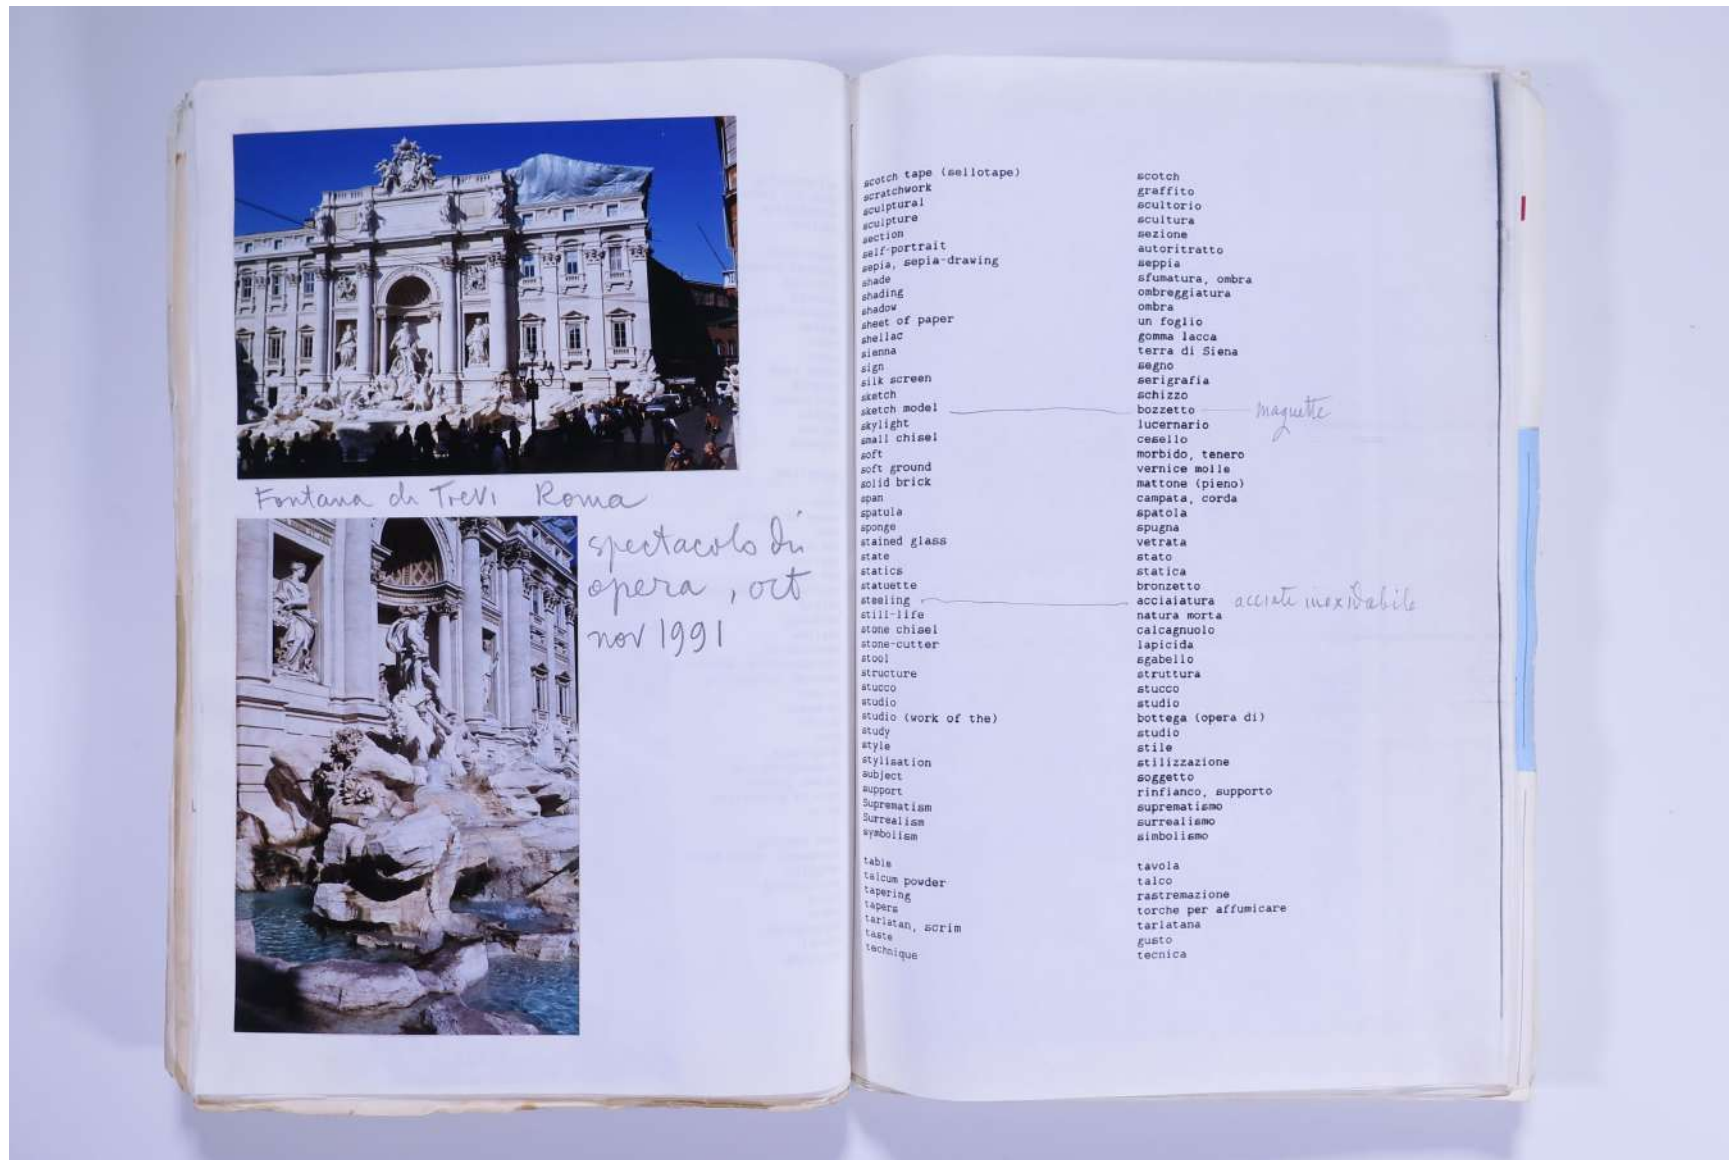 Fontana di Trevi Roma
spectacolo di
opera, oct
nov 1991
scotch tape (sellotape) scotch
scratchwork graffito
sculptural scultorio
sculpture scultura
section sezione
self-portrait autoritratto
sepia, sepia-drawing seppia
shade sfumatura, ombra
shading ombreggiatura
shadow ombra
sheet of paper un foglio
shellac gomma lacca
sienna terra di Siena
sign segno
silk screen serigrafia
sketch schizzo
sketch model bozzetto maquette
skylight lucernario
small chisel cesello
soft morbido, tenero
soft ground vernice molle
solid brick mattone (pieno)
span campata, corda
spatula spatola
sponge spugna
stained glass vetrata
state stato
statics statica
statuette bronzetto
steeling acciaiatura
still-life natura morta
stone chisel calcagnuolo
stone-cutter lapicida
stool sgabello
structure struttura
stucco stucco
studio studio
studio (work of the) bottega (opera di)
study studio
style stile
stylisation stilizzazione
subject soggetto
support rinfianco, supporto
Suprematism suprematismo
Surrealism surrealismo
symbolism simbolismo
table tavola
talcum powder talco
tapering rastremazione
tapers torche per affumicare
tarlatan, scrim tarlatana
taste gusto
technique tecnica